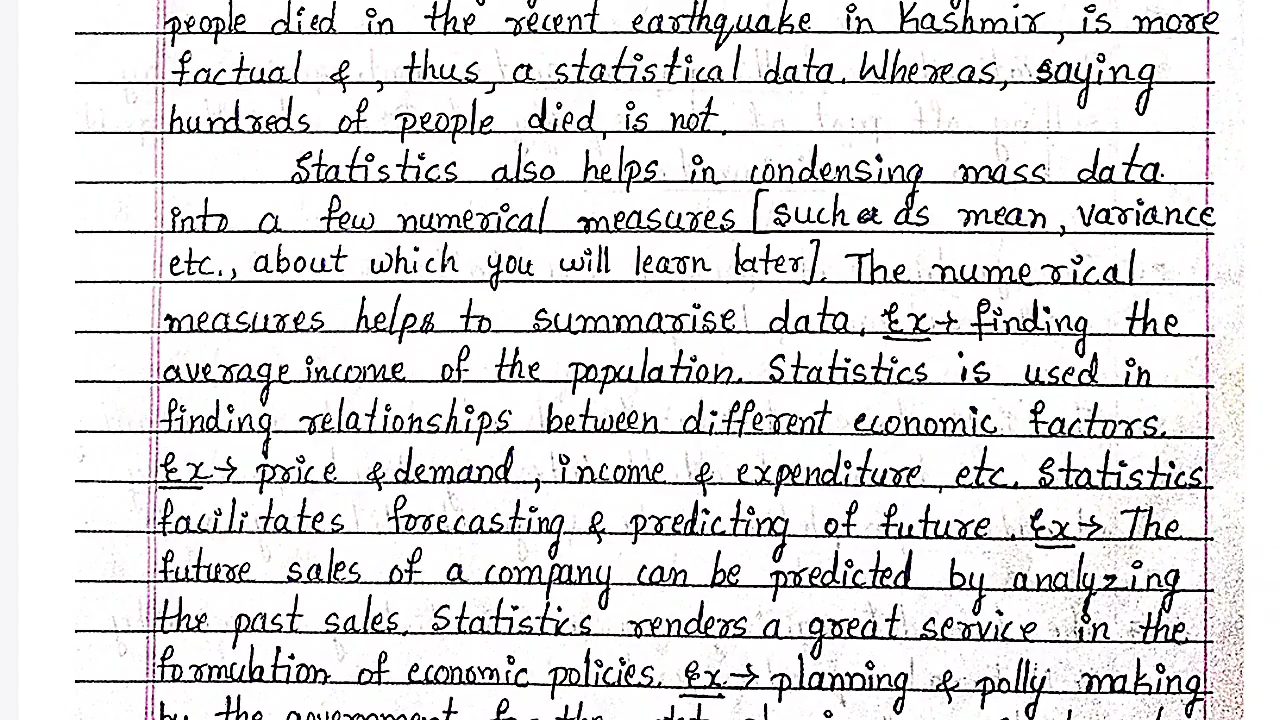 people died in the recent earthquake in Kashmir, is more
factual &, thus, a statistical data. Whereas, saying
hundreds of people died, is not.
Statistics also helps in condensing mass data
into a few numerical measures [such as mean, variance
etc., about which you will learn later]. The numerical
measures helps to summarise data. Ex → finding the
average income of the population. Statistics is used in
finding relationships between different economic factors.
Ex → price & demand, income & expenditure, etc. Statistics
facilitates forecasting & predicting of future. Ex → The
future sales of a company can be predicted by analyzing
the past sales. Statistics renders a great service in the
formulation of economic policies. Ex → planning & polly making
by the government